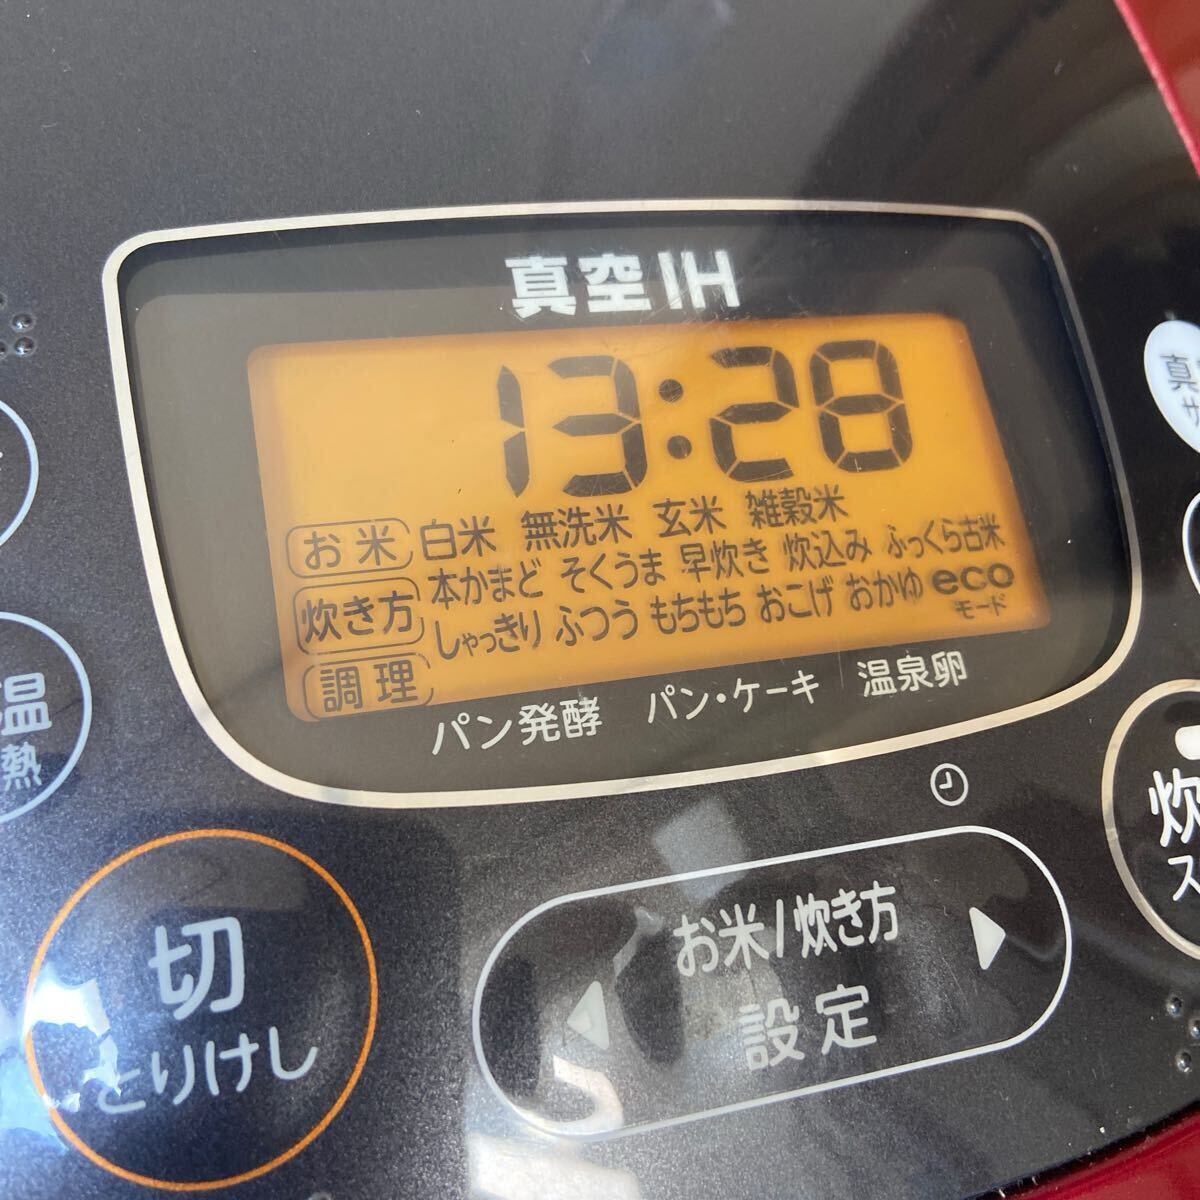 真空IH
13:28
お米 白米 無洗米 玄米 雑穀米
炊き方 本かまど そくうま 早炊き 炊込み ふっくら古米
しゃっきり ふつう もちもち おこげ おかゆ eco
モード
調理 パン発酵 パン・ケーキ 温泉卵
温
熱
切
とりけし
お米/炊き方
設定
真
サ
炊
ス